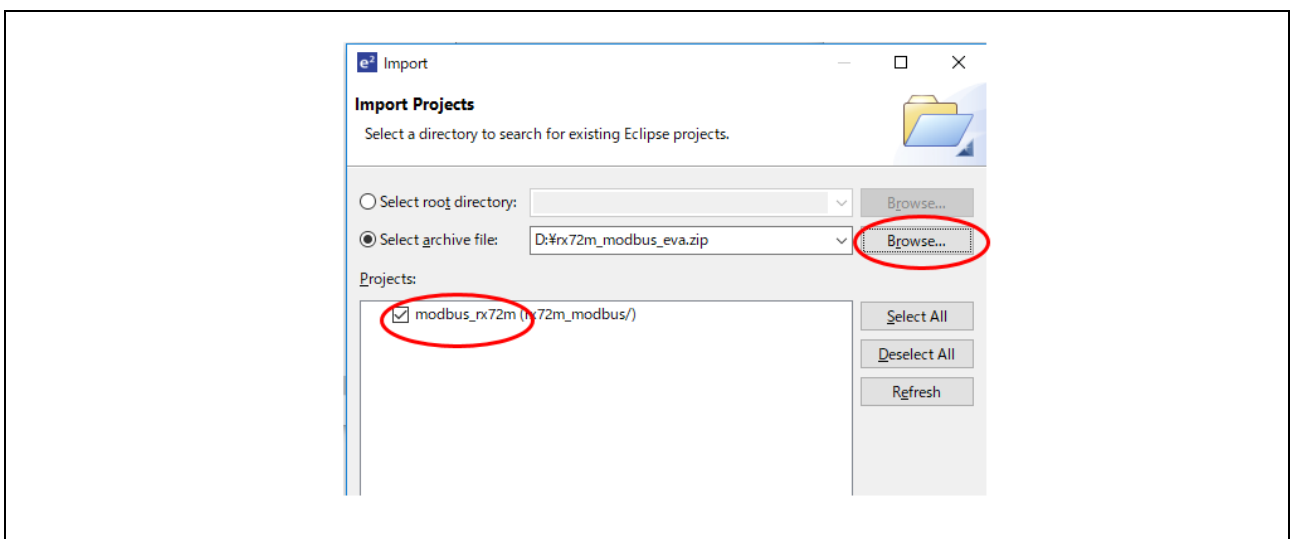 e² Import
Import Projects
Select a directory to search for existing Eclipse projects.
Select root directory:
Browse...
Select archive file:
D:¥rx72m_modbus_eva.zip
Browse...
Projects:
modbus_rx72m (rx72m_modbus/)
Select All
Deselect All
Refresh